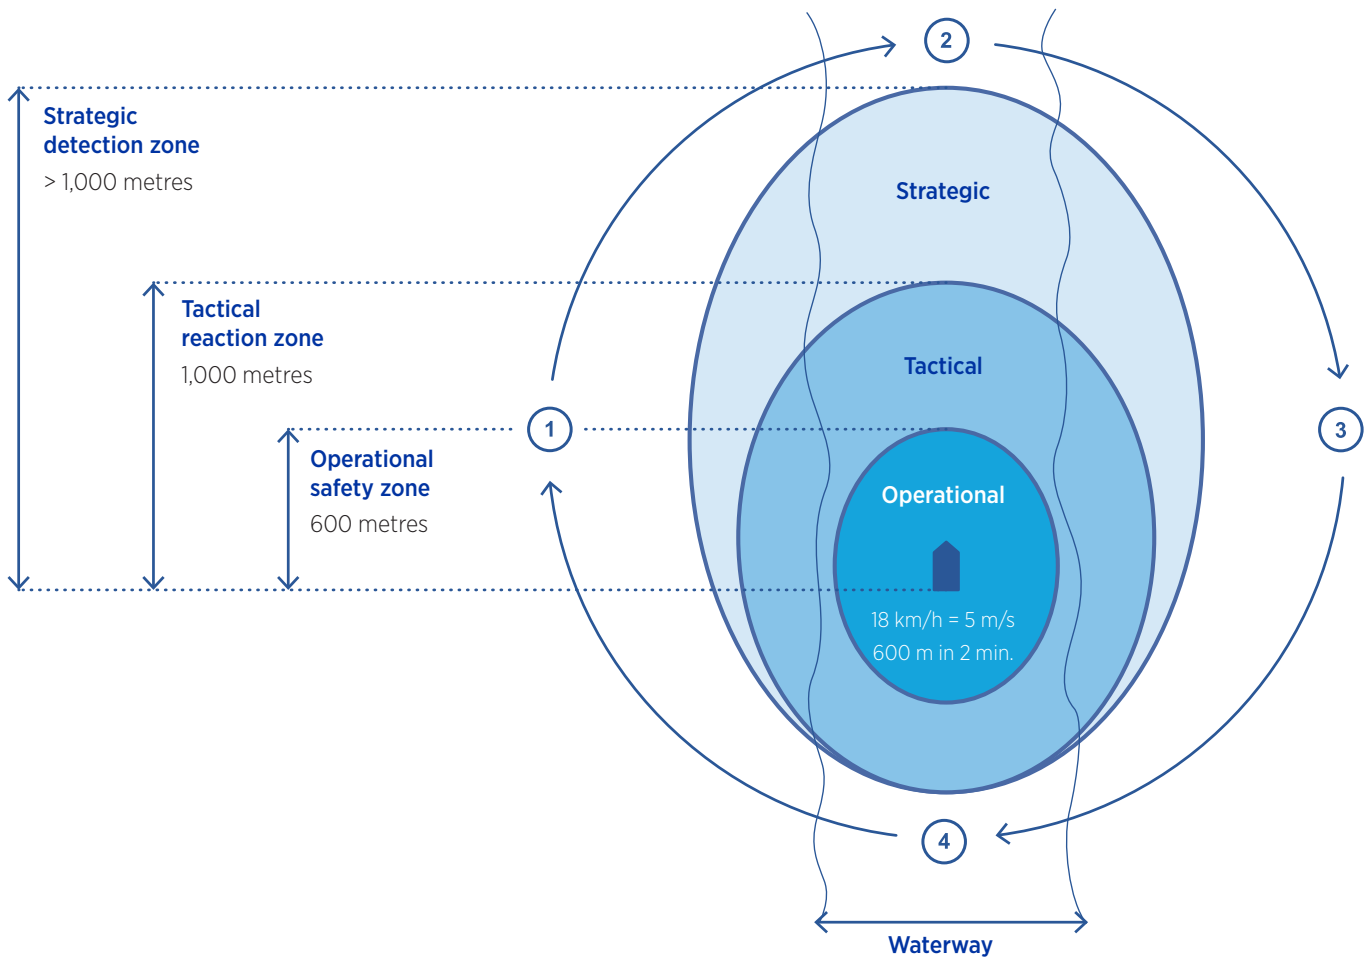 2
Strategic
detection zone
> 1,000 metres
Strategic
Tactical
reaction zone
1,000 metres
Tactical
1
3
Operational
safety zone
600 metres
Operational
18 km/h = 5 m/s
600 m in 2 min.
4
Waterway